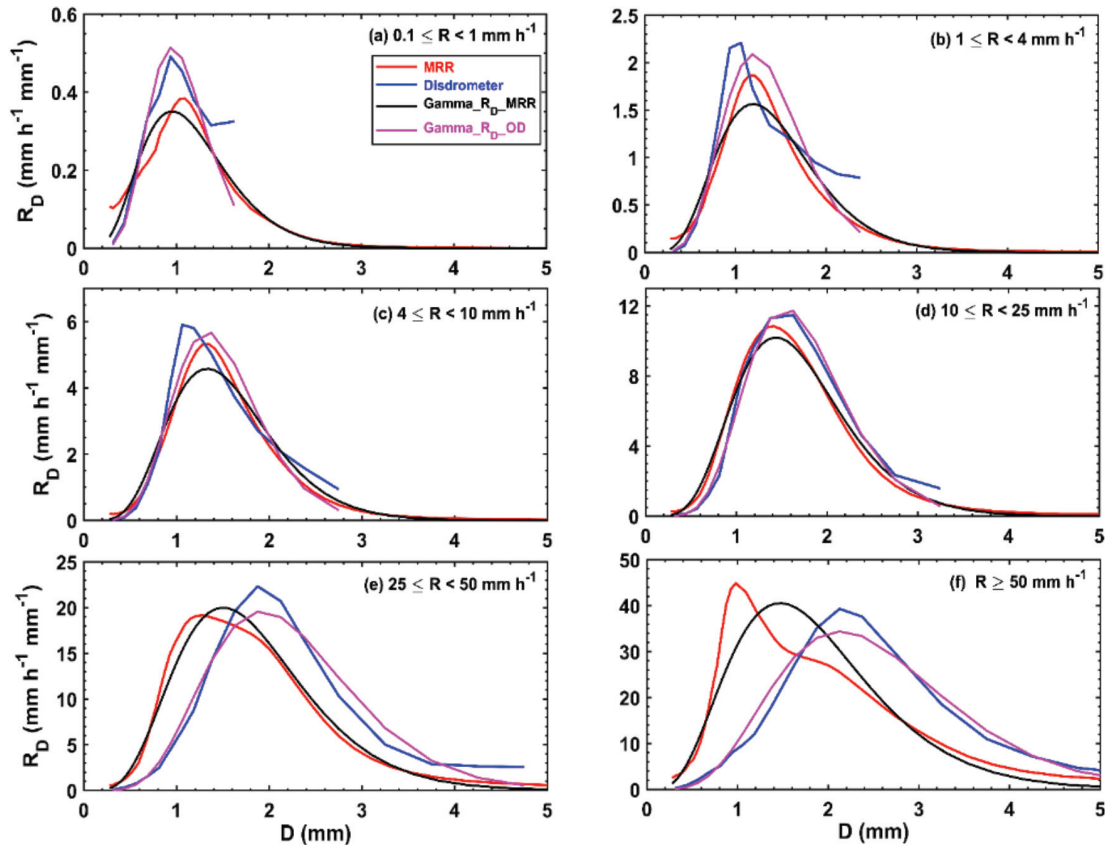 (a) 0.1 ≤ R < 1 mm h⁻¹
MRR
Disdrometer
Gamma_R_D_MRR
Gamma_R_D_OD
R_D (mm h⁻¹ mm⁻¹)
0.6
0.4
0.2
0
0 1 2 3 4 5
(b) 1 ≤ R < 4 mm h⁻¹
2.5
2
1.5
1
0.5
0
0 1 2 3 4 5
(c) 4 ≤ R < 10 mm h⁻¹
R_D (mm h⁻¹ mm⁻¹)
6
4
2
0
0 1 2 3 4 5
(d) 10 ≤ R < 25 mm h⁻¹
12
8
4
0
0 1 2 3 4 5
(e) 25 ≤ R < 50 mm h⁻¹
R_D (mm h⁻¹ mm⁻¹)
25
20
15
10
5
0
0 1 2 3 4 5
D (mm)
(f) R ≥ 50 mm h⁻¹
50
40
30
20
10
0
0 1 2 3 4 5
D (mm)